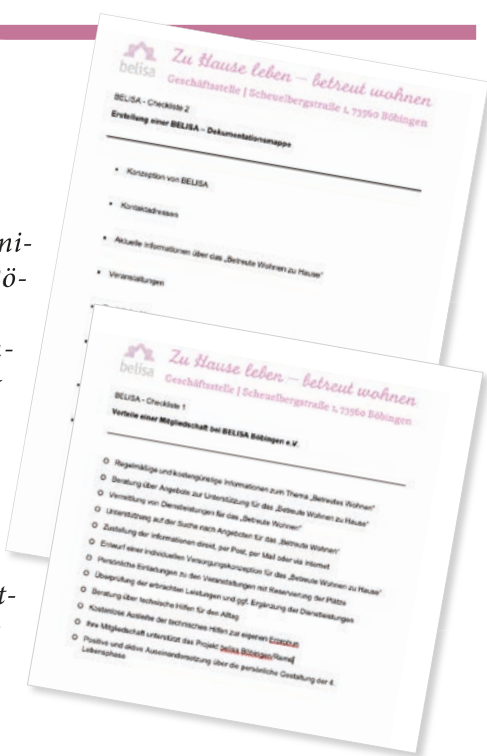 ni-
ö-
-
t-
belisa
Zu Hause leben – betreut wohnen
Geschäftsstelle | Scheuelbergstraße 1, 73560 Böbingen
BELISA - Checkliste 2
Erstellung einer BELISA – Dokumentationsmappe
• Konzeption von BELISA
• Kontaktadressen
• Aktuelle Informationen über das „Betreute Wohnen zu Hause"
• Veranstaltungen
belisa
Zu Hause leben – betreut wohnen
Geschäftsstelle | Scheuelbergstraße 1, 73560 Böbingen
BELISA - Checkliste 1
Vorteile einer Mitgliedschaft bei BELISA Böbingen e.V.
o Regelmäßige und kostengünstige Informationen zum Thema „Betreutes Wohnen"
o Beratung über Angebote zur Unterstützung für das „Betreute Wohnen zu Hause"
o Vermittlung von Dienstleistungen für das „Betreute Wohnen"
o Unterstützung auf der Suche nach Angeboten für das „Betreute Wohnen"
o Zustellung der Informationen direkt, per Post, per Mail oder via Internet
o Entwurf einer individuellen Versorgungskonzeption für das „Betreute Wohnen zu Hause"
o Persönliche Einladungen zu den Veranstaltungen mit Reservierung der Plätze
o Überprüfung der erbrachten Leistungen und ggf. Ergänzung der Dienstleistungen
o Beratung über technische Hilfen für den Alltag
o Kostenlose Ausleihe der technischen Hilfen zur eigenen
o Ihre Mitgliedschaft unterstützt das Projekt belisa Böbingen/Rems
o Positive und aktive Auseinandersetzung über die persönliche Gestaltung der 4.
Lebensphase